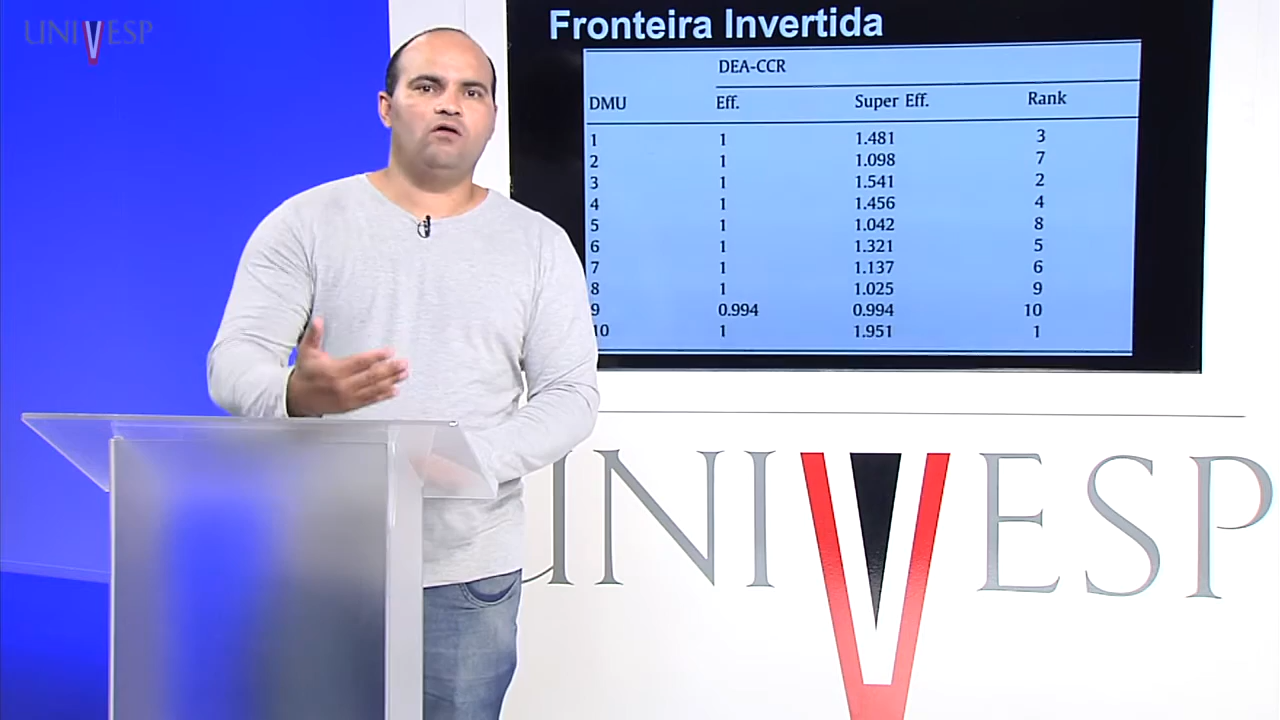 UNIVESP
Fronteira Invertida
DEA-CCR
DMU Eff. Super Eff. Rank
1 1 1.481 3
2 1 1.098 7
3 1 1.541 2
4 1 1.456 4
5 1 1.042 8
6 1 1.321 5
7 1 1.137 6
8 1 1.025 9
9 0.994 0.994 10
10 1 1.951 1
UNIVESP